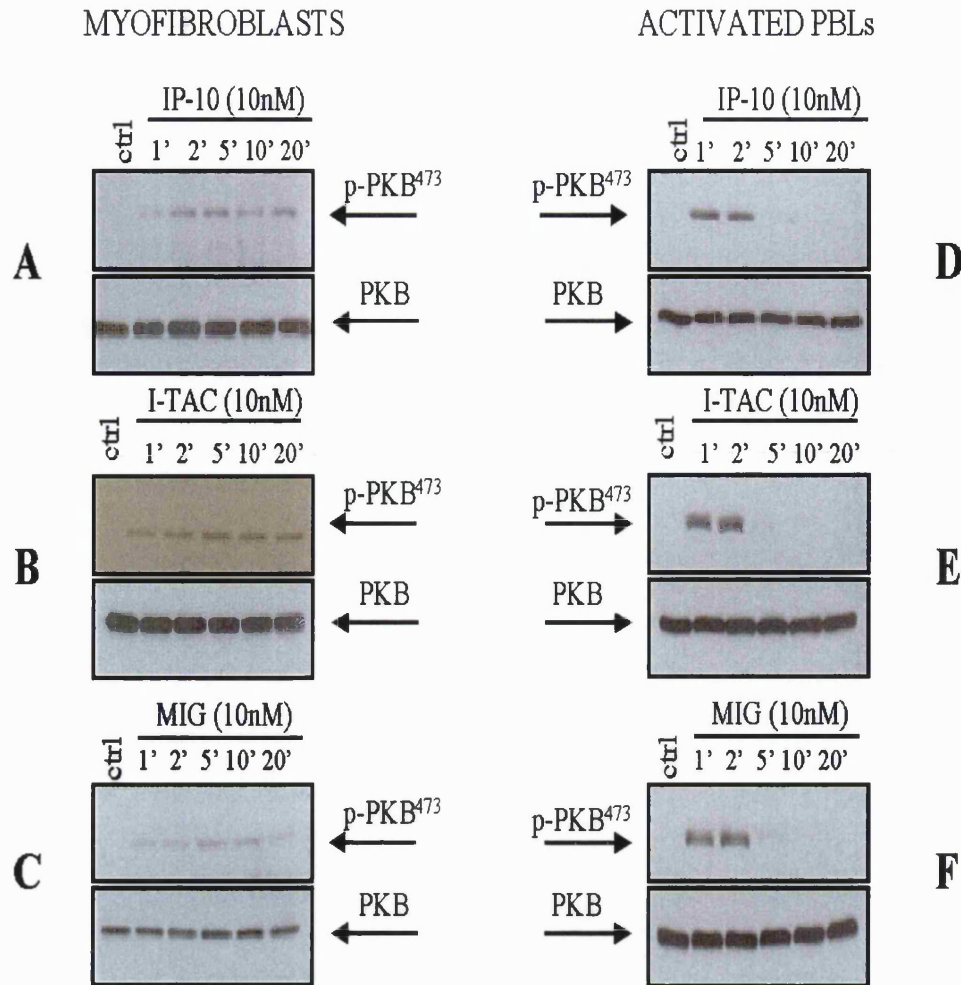 MYOFIBROBLASTS
ACTIVATED PBLs
IP-10 (10nM)
ctrl 1’ 2’ 5’ 10’ 20’
p-PKB473
A
PKB
I-TAC (10nM)
ctrl 1’ 2’ 5’ 10’ 20’
p-PKB473
B
PKB
MIG (10nM)
ctrl 1’ 2’ 5’ 10’ 20’
p-PKB473
C
PKB
IP-10 (10nM)
ctrl 1’ 2’ 5’ 10’ 20’
p-PKB473
D
PKB
I-TAC (10nM)
ctrl 1’ 2’ 5’ 10’ 20’
p-PKB473
E
PKB
MIG (10nM)
ctrl 1’ 2’ 5’ 10’ 20’
p-PKB473
F
PKB